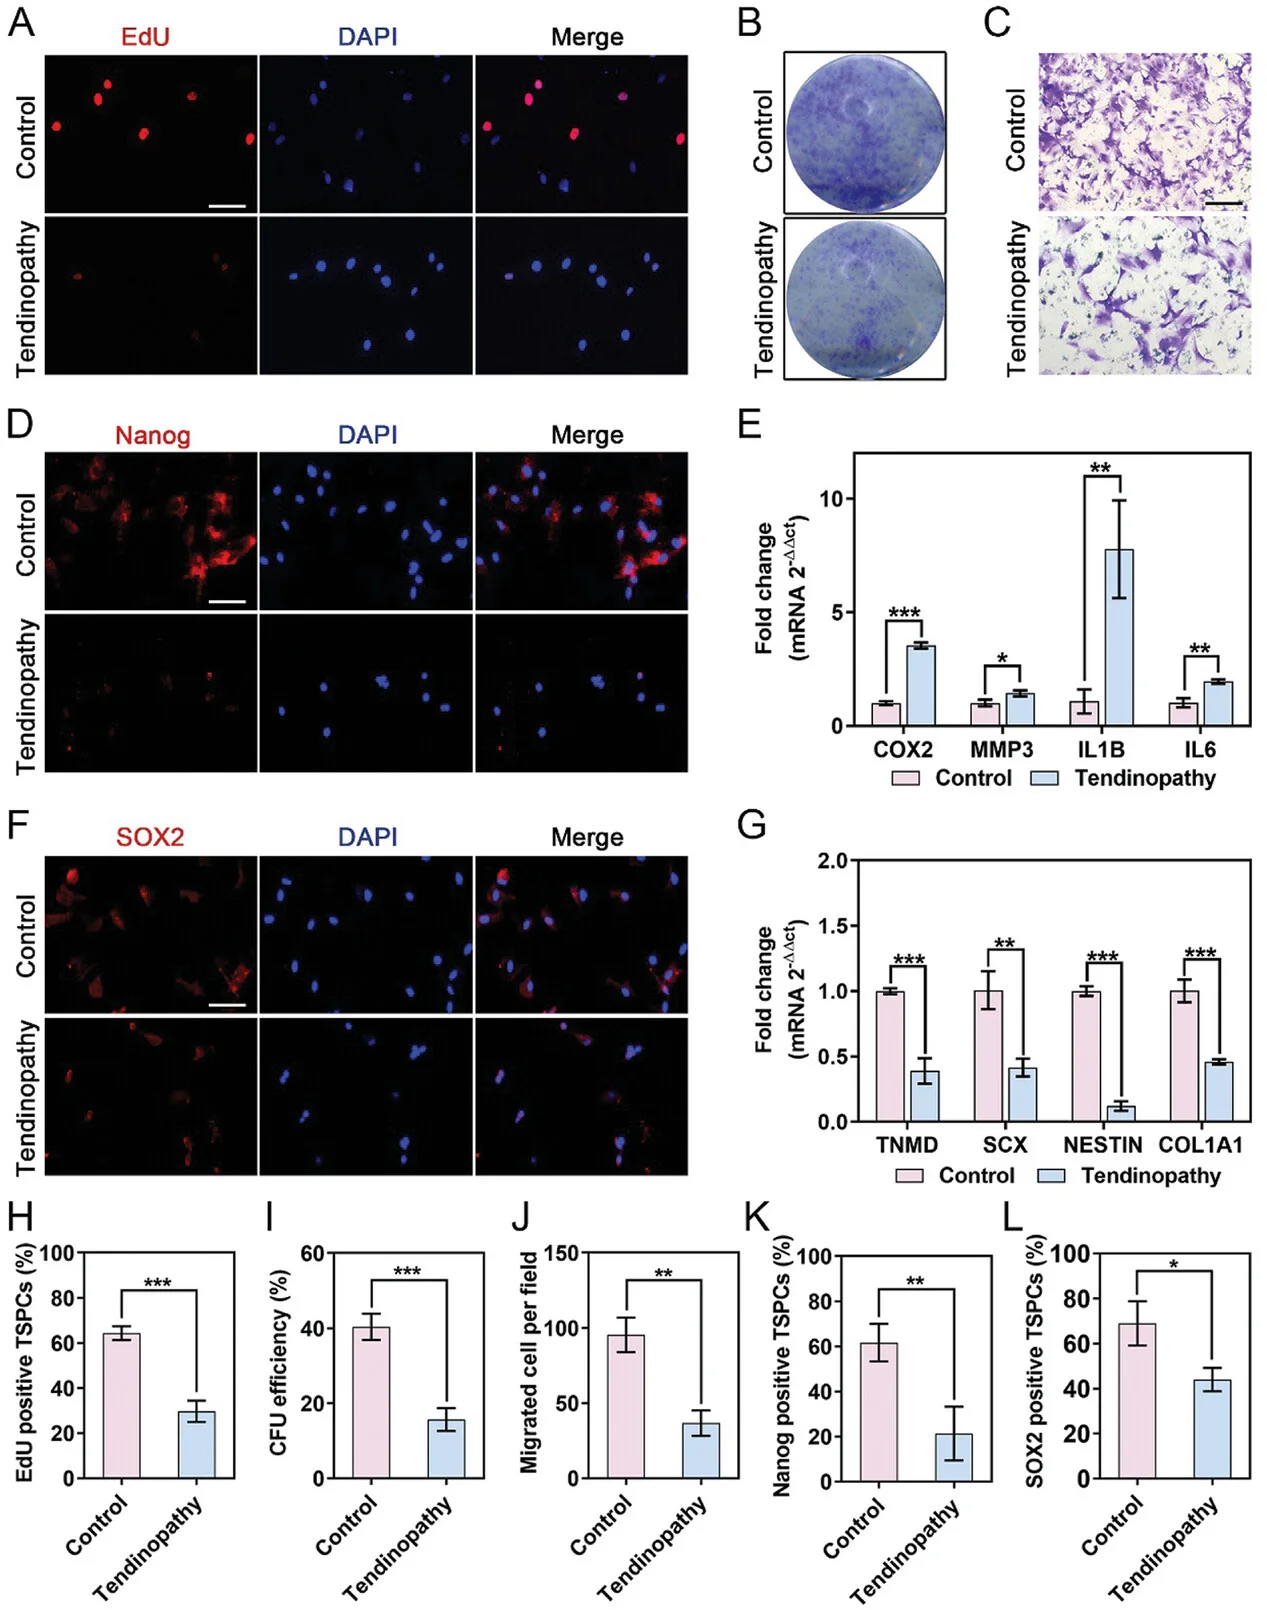 A
EdU DAPI Merge
Control
Tendinopathy
B
Control
Tendinopathy
C
Control
Tendinopathy
D
Nanog DAPI Merge
Control
Tendinopathy
E
Fold change
(mRNA 2^-ΔΔct)
10
5
0
** 
*** * **
COX2 MMP3 IL1B IL6
Control Tendinopathy
F
SOX2 DAPI Merge
Control
Tendinopathy
G
Fold change
(mRNA 2^-ΔΔct)
2.0
1.5
1.0
0.5
0.0
*** ** *** ***
TNMD SCX NESTIN COL1A1
Control Tendinopathy
H
EdU positive TSPCs (%)
100
80
60
40
20
0
***
Control
Tendinopathy
I
CFU efficiency (%)
60
40
20
0
***
Control
Tendinopathy
J
Migrated cell per field
150
100
50
0
**
Control
Tendinopathy
K
Nanog positive TSPCs (%)
100
80
60
40
20
0
**
Control
Tendinopathy
L
SOX2 positive TSPCs (%)
100
80
60
40
20
0
*
Control
Tendinopathy